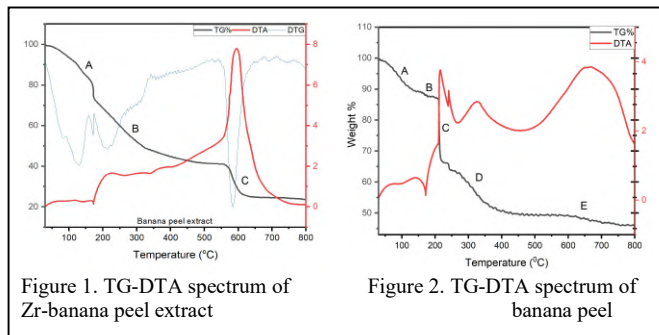 TG% DTA DTG
100
80
60
40
20
8
6
4
2
0
A
B
C
Banana peel extract
100 200 300 400 500 600 700 800
Temperature (⁰C)
Figure 1. TG-DTA spectrum of
Zr-banana peel extract
TG%
DTA
110
100
90
80
70
60
50
Weight %
4
2
0
A
B
C
D
E
100 200 300 400 500 600 700 800
Temperature (⁰C)
Figure 2. TG-DTA spectrum of
banana peel